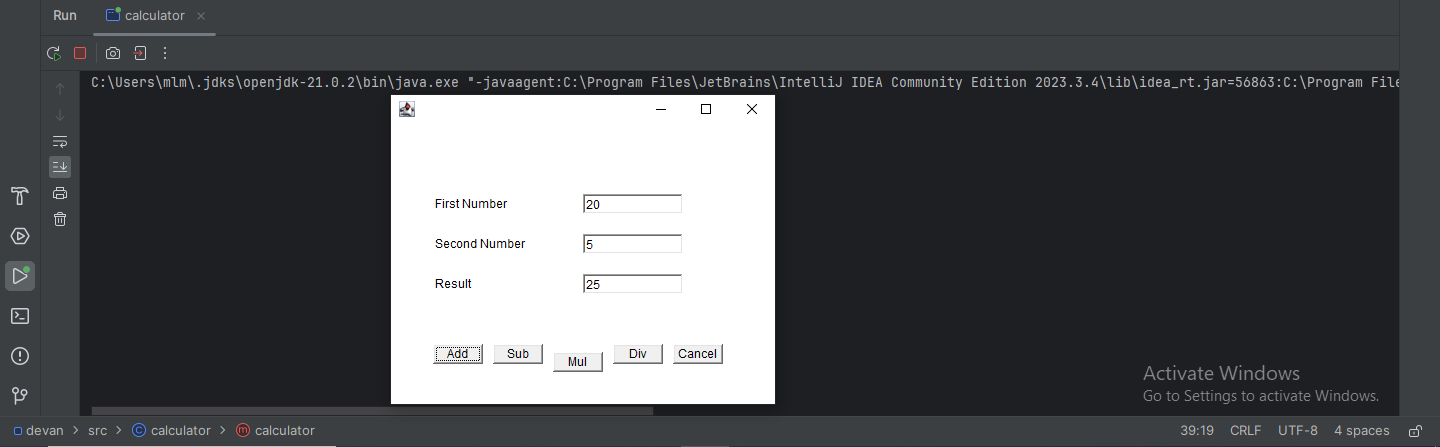 Run calculator
C:\Users\mlm\.jdks\openjdk-21.0.2\bin\java.exe "-javaagent:C:\Program Files\JetBrains\IntelliJ IDEA Community Edition 2023.3.4\lib\idea_rt.jar=56863:C:\Program File
First Number 20
Second Number 5
Result 25
Add Sub Mul Div Cancel
Activate Windows
Go to Settings to activate Windows.
devan > src > calculator > calculator 39:19 CRLF UTF-8 4 spaces